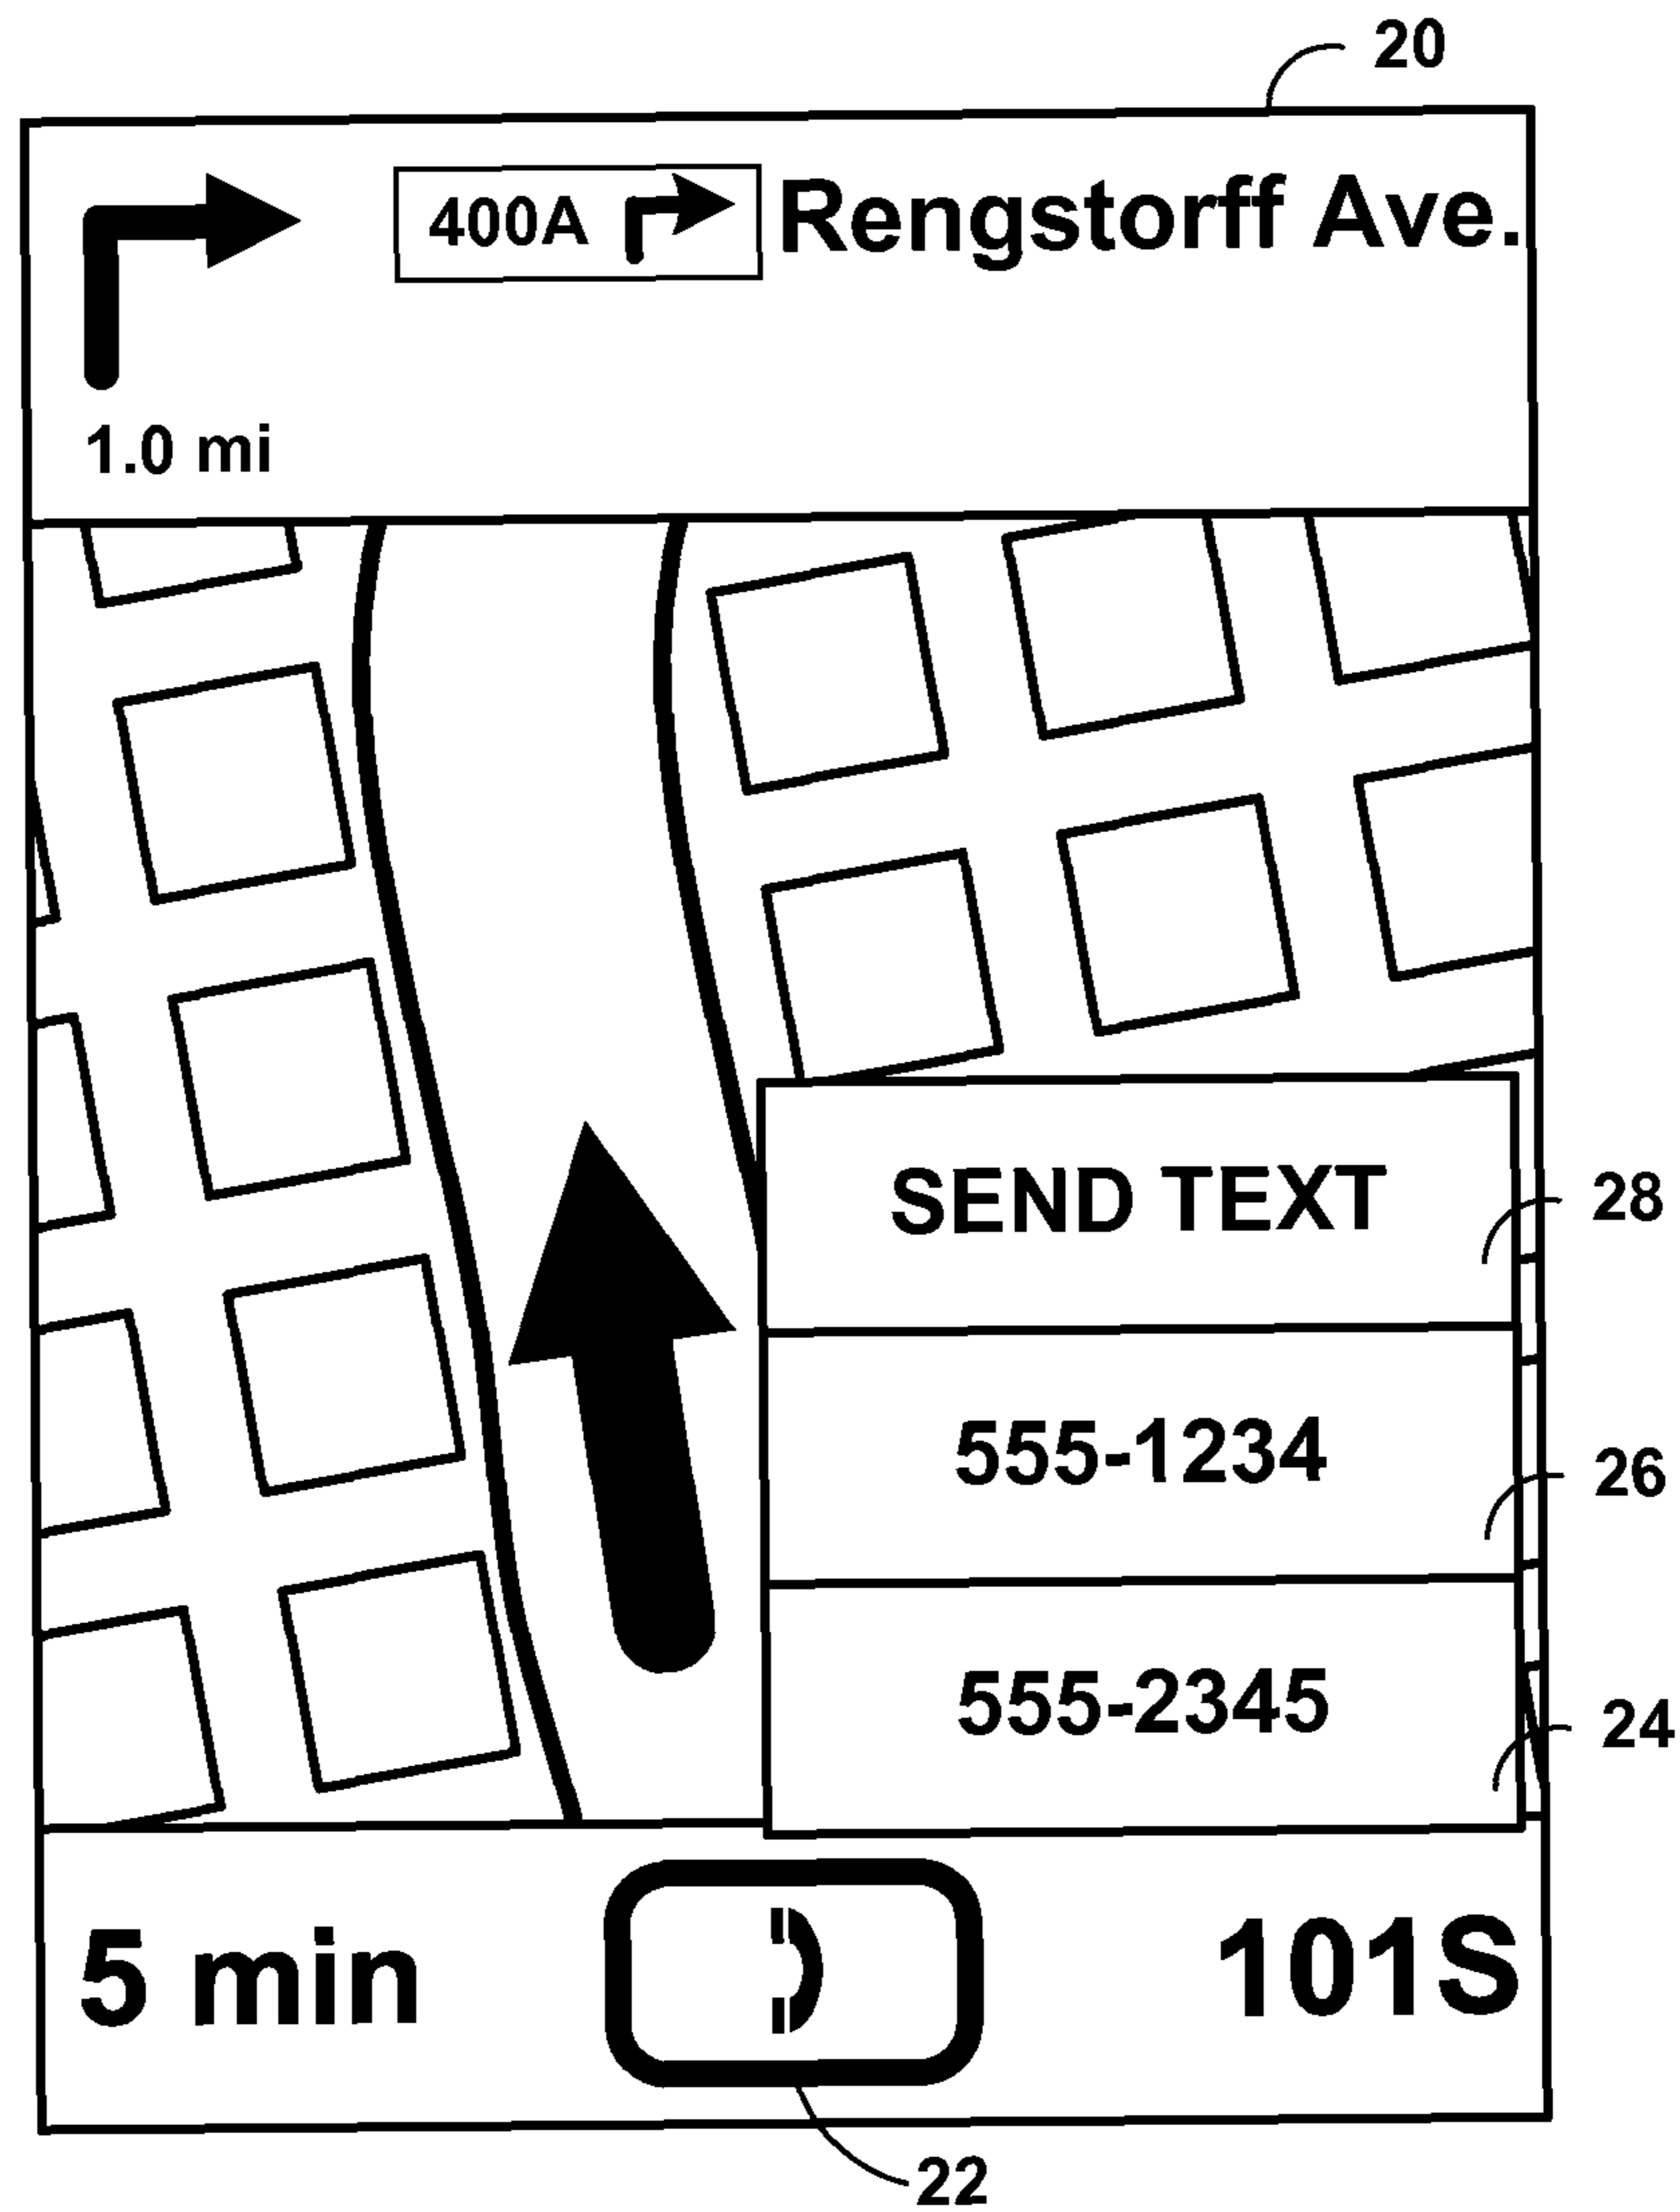 20
400A Rengstorff Ave.
1.0 mi
SEND TEXT
28
555-1234
26
555-2345
24
5 min
101S
22